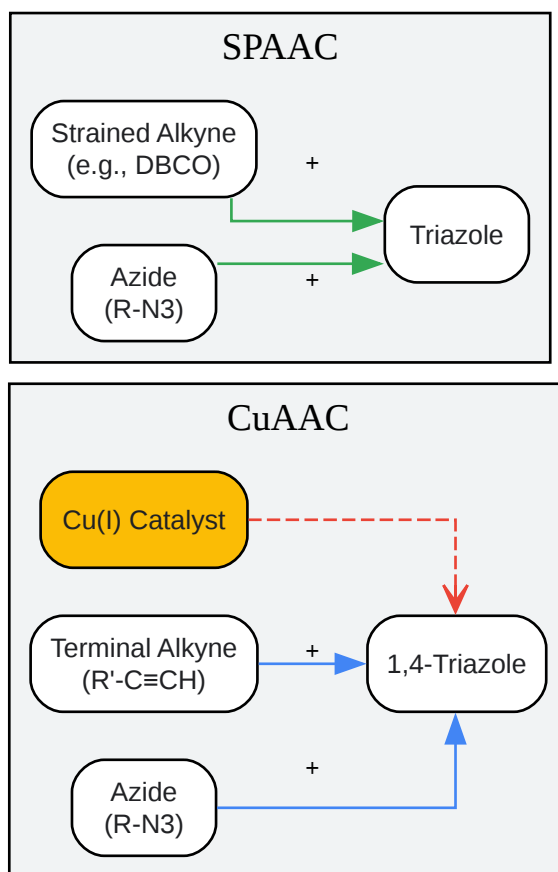 SPAAC
Strained Alkyne
(e.g., DBCO)
+
Triazole
Azide
(R-N3)
+
CuAAC
Cu(I) Catalyst
Terminal Alkyne
(R'-C≡CH)
+
1,4-Triazole
Azide
(R-N3)
+